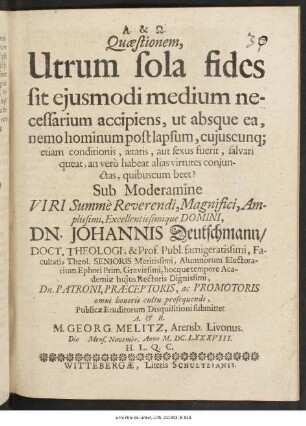 A & Ω.
Quæstionem,
Utrum sola fides
sit ejusmodi medium ne-
cessarium accipiens, ut absque ea,
nemo hominum post lapsum, cujuscunq;
etiam conditionis, ætatis, aut sexus fuerit, salvari
queat, an verò habeat alias virtutes conjun-
ctas, quibuscum beet?
Sub Moderamine
VIRI Summè Reverendi, Magnifici, Am-
plissimi, Excellentissimique DOMINI,
DN. JOHANNIS Deutschmann/
DOCT. THEOLOGI, & Prof. Publ. famigeratissimi, Fa-
cultatis Theol. SENIORIS Meritissimi, Alumnorum Electora-
lium Ephori Prim. Gravissimi, hocque tempore Aca-
demiæ hujus Rectoris Dignissimi,
Dn. PATRONI, PRÆCEPTORIS, ac PROMOTORIS
omni honoris cultu prosequendi,
Publicæ Eruditorum Disquisitioni submittet
A. & R.
M. GEORG. MELITZ, Arensb. Livonus.
Die Mens. Novembr. Anno M. DC. LXXXVIII.
H. L. Q. C.
WITTEBERGÆ, Literis SCHULTZIANIS.